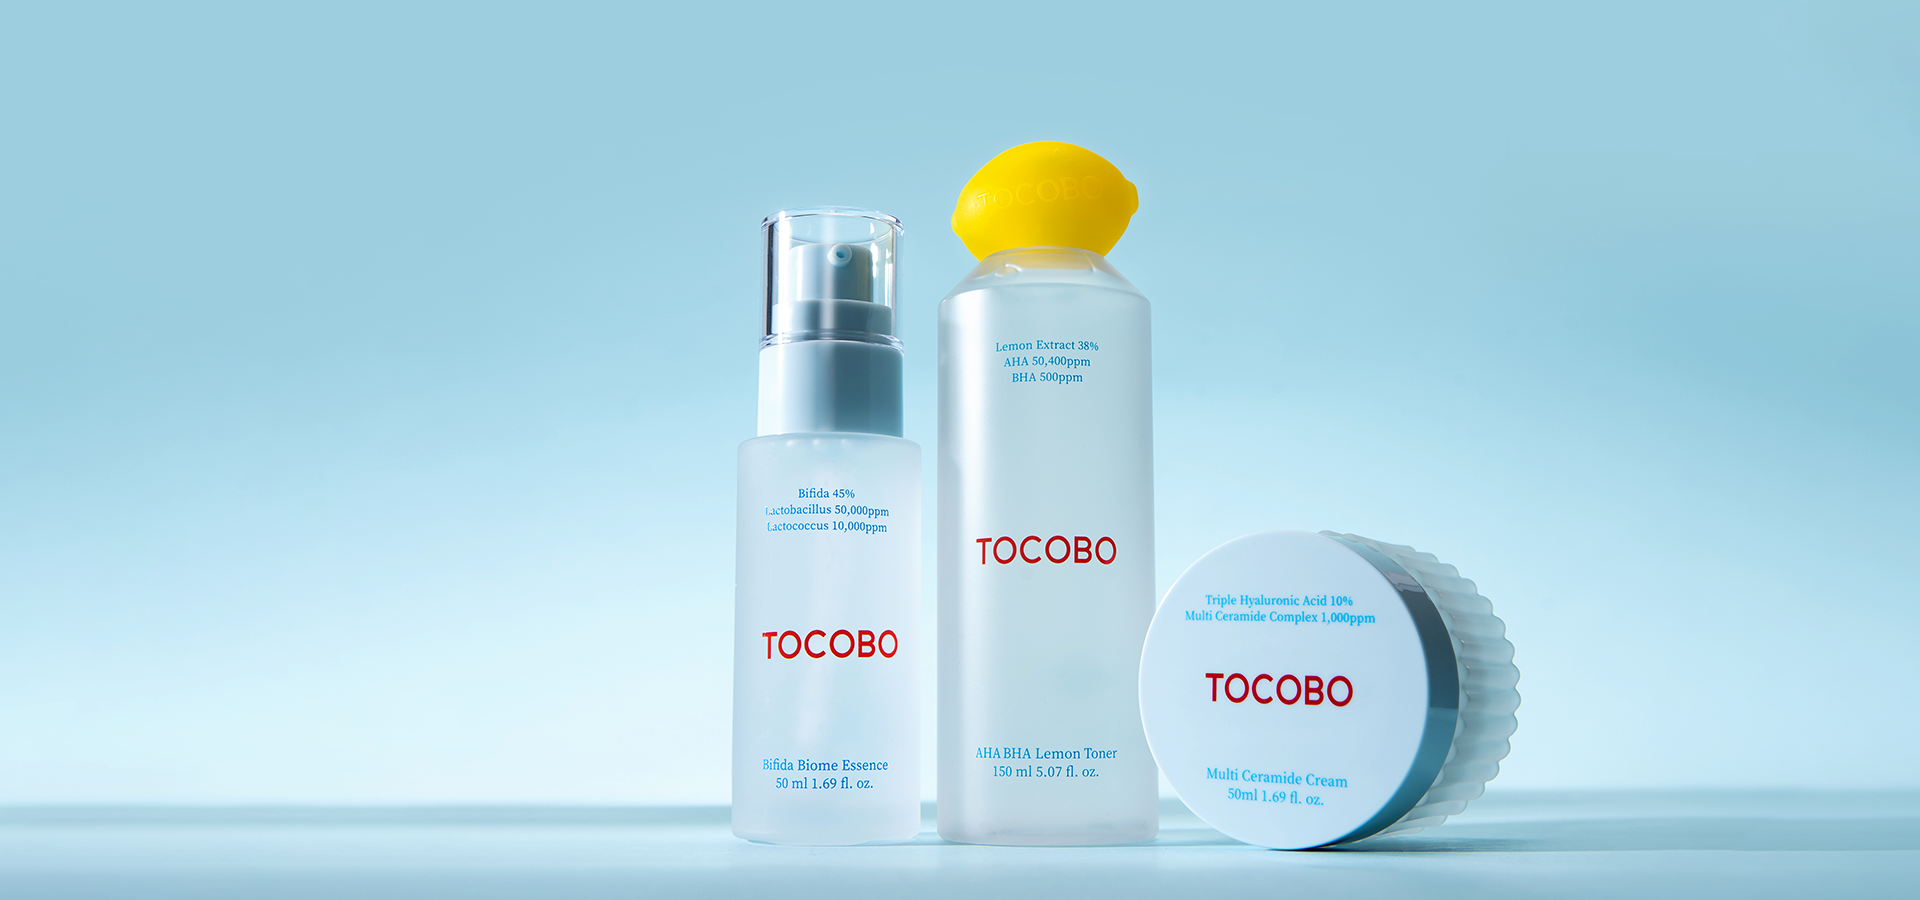 Bifida 45%
Lactobacillus 50,000ppm
Lactococcus 10,000ppm
TOCOBO
Bifida Biome Essence
50 ml 1.69 fl. oz.
TOCOBO
Lemon Extract 38%
AHA 50,400ppm
BHA 500ppm
TOCOBO
AHA BHA Lemon Toner
150 ml 5.07 fl. oz.
Triple Hyaluronic Acid 10%
Multi Ceramide Complex 1,000ppm
TOCOBO
Multi Ceramide Cream
50ml 1.69 fl. oz.